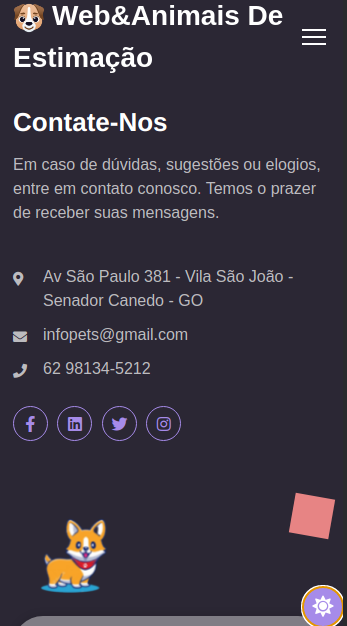 Web&Animais De
Estimação
Contate-Nos
Em caso de dúvidas, sugestões ou elogios,
entre em contato conosco. Temos o prazer
de receber suas mensagens.
Av São Paulo 381 - Vila São João -
Senador Canedo - GO
infopets@gmail.com
62 98134-5212